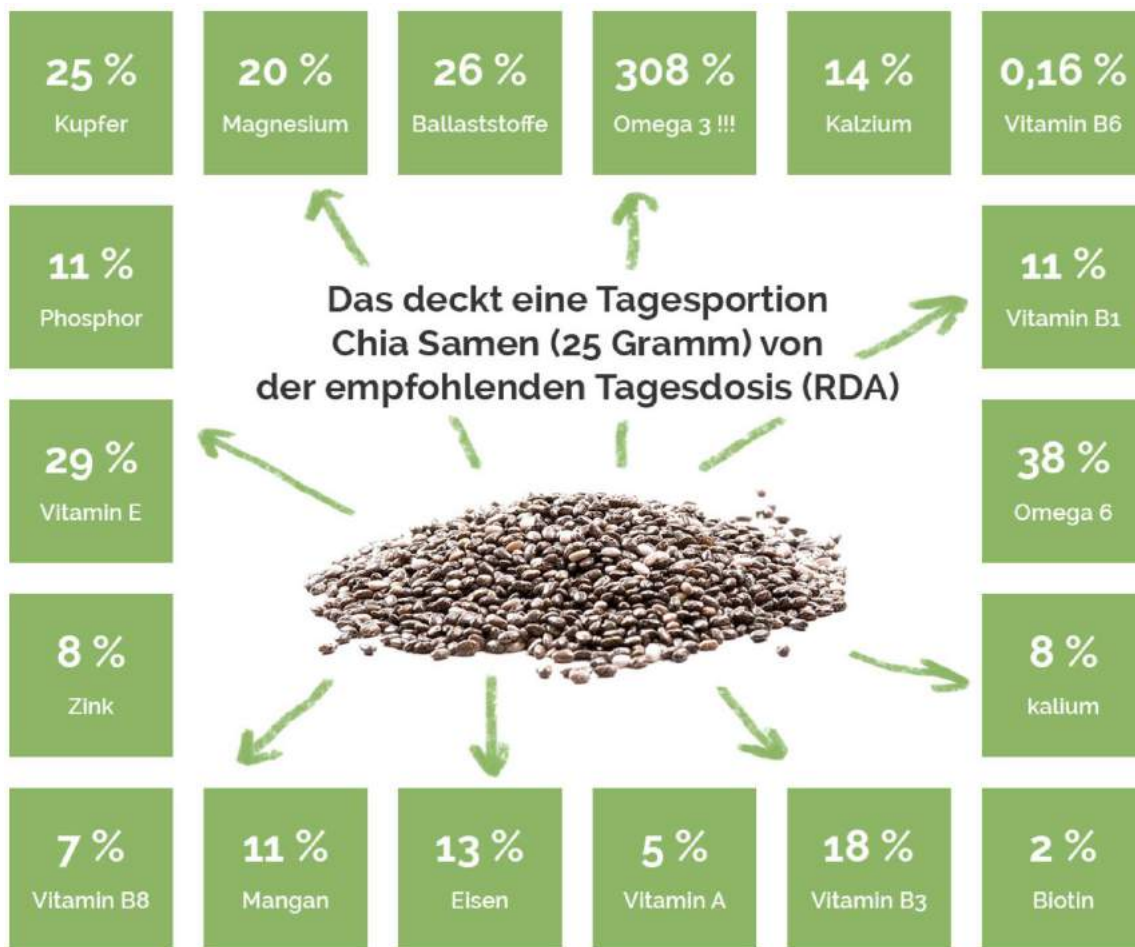 25 %
Kupfer
20 %
Magnesium
26 %
Ballaststoffe
308 %
Omega 3 !!!
14 %
Kalzium
0,16 %
Vitamin B6
11 %
Phosphor
Das deckt eine Tagesportion
Chia Samen (25 Gramm) von
der empfohlenden Tagesdosis (RDA)
11 %
Vitamin B1
29 %
Vitamin E
38 %
Omega 6
8 %
Zink
8 %
kalium
7 %
Vitamin B8
11 %
Mangan
13 %
Eisen
5 %
Vitamin A
18 %
Vitamin B3
2 %
Biotin